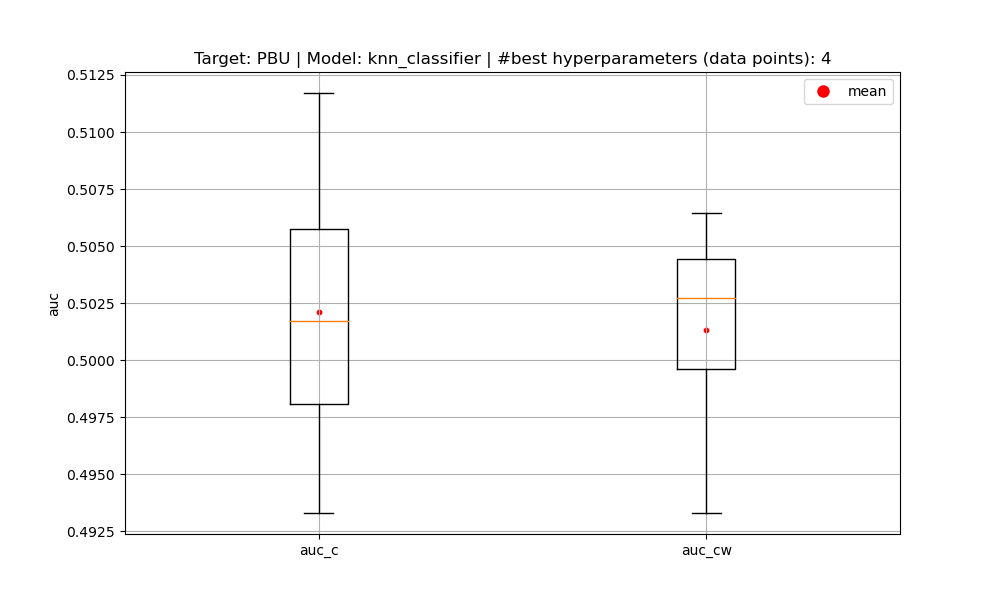 Target: PBU | Model: knn_classifier | #best hyperparameters (data points): 4
mean
auc
0.5125
0.5100
0.5075
0.5050
0.5025
0.5000
0.4975
0.4950
0.4925
auc_c
auc_cw